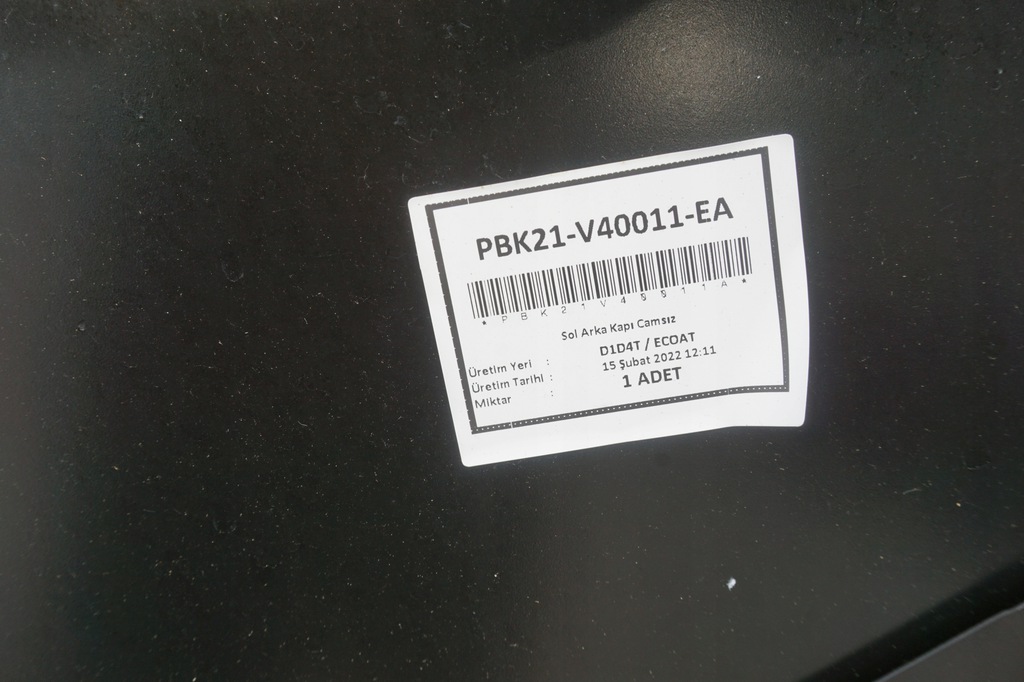 PBK21-V40011-EA
*PBK21V40011A*
Sol Arka Kapı Camsız
Üretim Yeri : D1D4T / ECOAT
Üretim Tarihi : 15 Şubat 2022 12:11
Miktar : 1 ADET